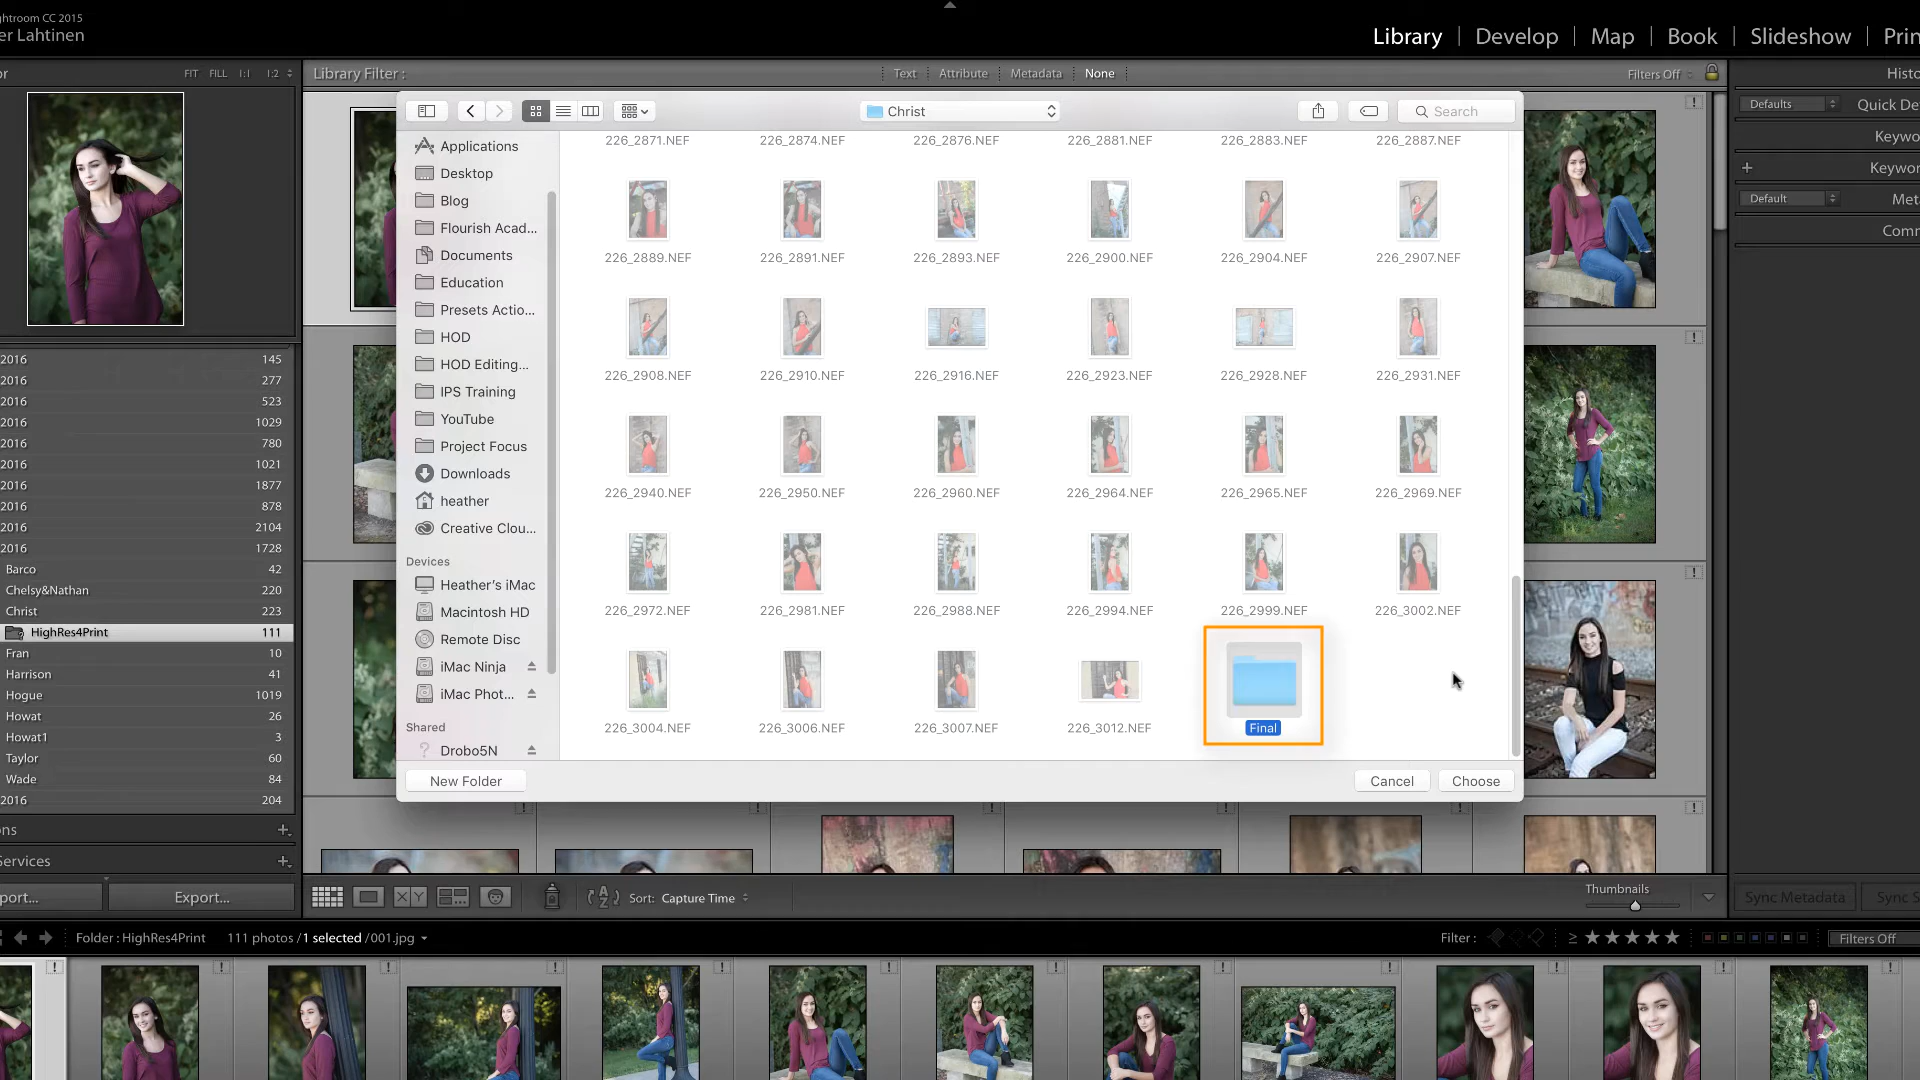 ghtroom CC 2015
er Lahtinen
Library | Develop | Map | Book | Slideshow | Prin
or FIT FILL 1:1 1:2
Library Filter : Text Attribute Metadata None Filters Off
Histo
Defaults Quick De
Keywo
+ Keywor
Default Meta
Comm
Christ
Search
Applications
Desktop
Blog
Flourish Acad...
Documents
Education
Presets Actio...
HOD
HOD Editing...
IPS Training
YouTube
Project Focus
Downloads
heather
Creative Clou...
Devices
Heather's iMac
Macintosh HD
Remote Disc
iMac Ninja
iMac Phot...
Shared
Drobo5N
226_2871.NEF 226_2874.NEF 226_2876.NEF 226_2881.NEF 226_2883.NEF 226_2887.NEF
226_2889.NEF 226_2891.NEF 226_2893.NEF 226_2900.NEF 226_2904.NEF 226_2907.NEF
226_2908.NEF 226_2910.NEF 226_2916.NEF 226_2923.NEF 226_2928.NEF 226_2931.NEF
226_2940.NEF 226_2950.NEF 226_2960.NEF 226_2964.NEF 226_2965.NEF 226_2969.NEF
226_2972.NEF 226_2981.NEF 226_2988.NEF 226_2994.NEF 226_2999.NEF 226_3002.NEF
226_3004.NEF 226_3006.NEF 226_3007.NEF 226_3012.NEF Final
New Folder Cancel Choose
2016 145
2016 277
2016 523
2016 1029
2016 780
2016 1021
2016 1877
2016 878
2016 2104
2016 1728
Barco 42
Chelsy&Nathan 220
Christ 223
HighRes4Print 111
Fran 10
Harrison 41
Hogue 1019
Howat 26
Howat1 3
Taylor 60
Wade 84
2016 204
ons +
Services +
port... Export...
XY
Sort: Capture Time
Thumbnails
Sync Metadata Sync S
Folder : HighRes4Print 111 photos / 1 selected / 001.jpg
Filter : ≥ ★★★★★ Filters Off